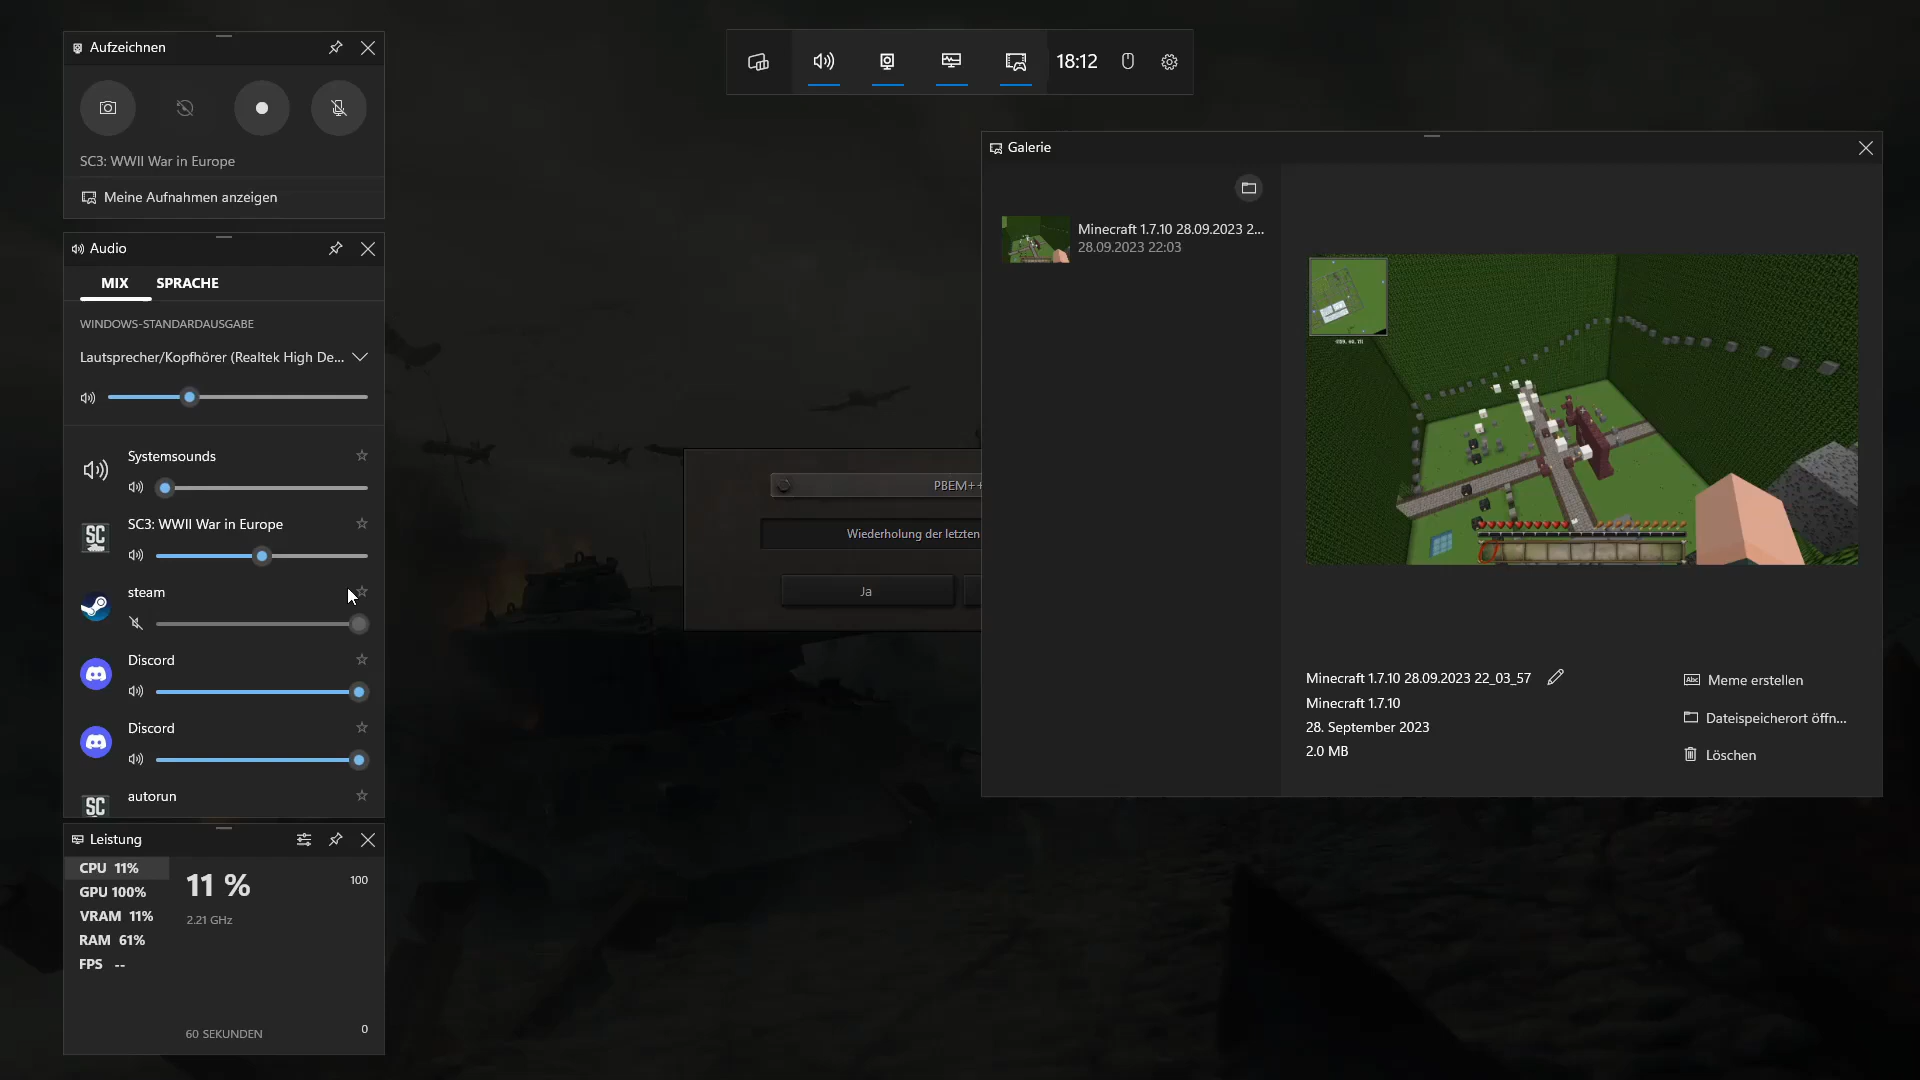 Aufzeichnen
SC3: WWII War in Europe
Meine Aufnahmen anzeigen
Audio
MIX SPRACHE
WINDOWS-STANDARDAUSGABE
Lautsprecher/Kopfhörer (Realtek High De...
Systemsounds
SC
SC3: WWII War in Europe
steam
Discord
Discord
SC
autorun
Leistung
CPU 11%
GPU 100%
VRAM 11%
RAM 61%
FPS --
11 %
2.21 GHz
100
60 SEKUNDEN
0
18:12
PBEM++
Wiederholung der letzten
Ja
Galerie
Minecraft 1.7.10 28.09.2023 2...
28.09.2023 22:03
Minecraft 1.7.10 28.09.2023 22_03_57
Minecraft 1.7.10
28. September 2023
2.0 MB
Abc Meme erstellen
Dateispeicherort öffn...
Löschen